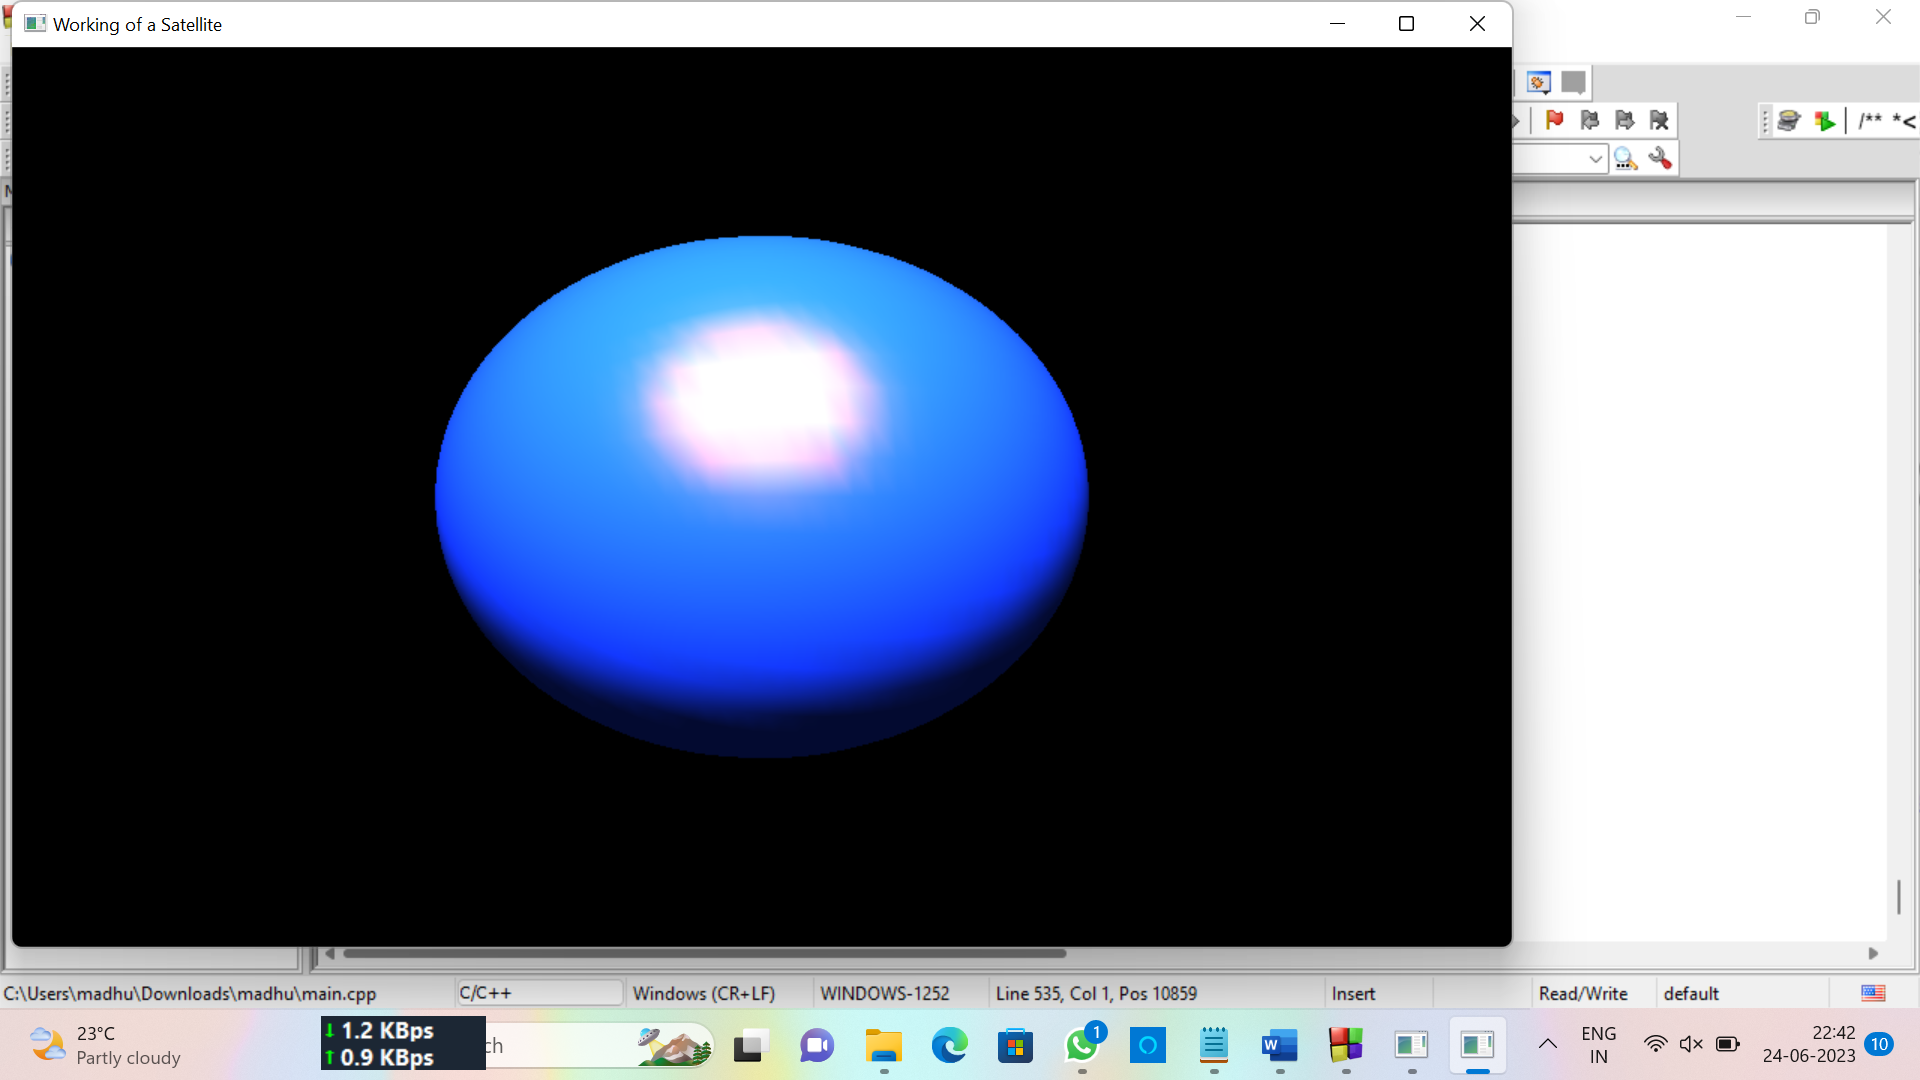 Working of a Satellite
/** *<
C:\Users\madhu\Downloads\madhu\main.cpp
C/C++
Windows (CR+LF)
WINDOWS-1252
Line 535, Col 1, Pos 10859
Insert
Read/Write
default
23°C
Partly cloudy
1.2 KBps
0.9 KBps
ch
1
W
ENG
IN
22:42
24-06-2023
10